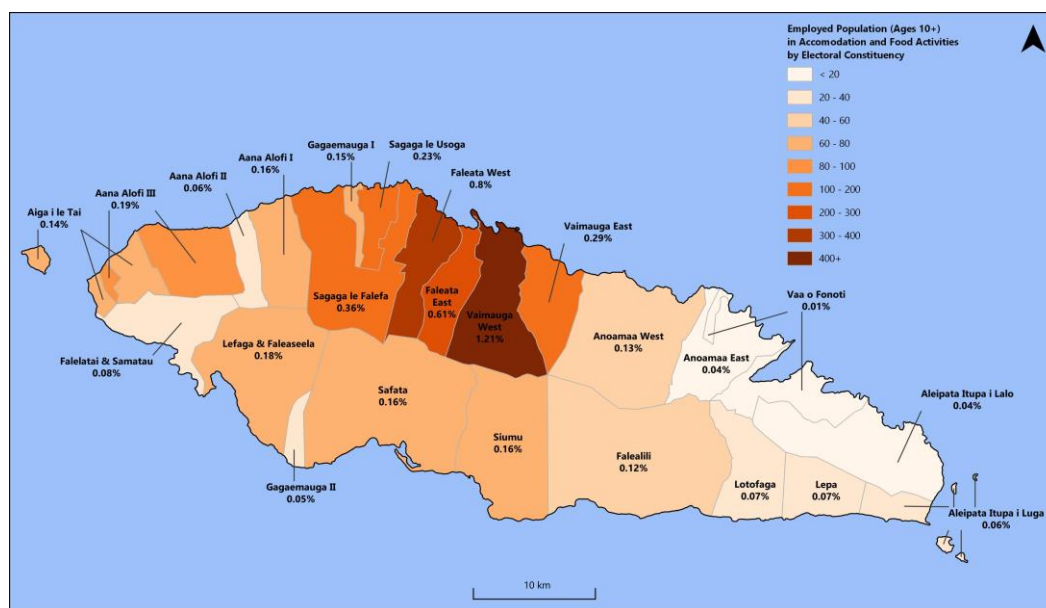 Employed Population (Ages 10+)
in Accomodation and Food Activities
by Electoral Constituency
< 20
20 - 40
40 - 60
60 - 80
80 - 100
100 - 200
200 - 300
300 - 400
400+
Gagaemauga I
0.15%
Sagaga le Usoga
0.23%
Aana Alofi I
0.16%
Faleata West
0.8%
Aana Alofi II
0.06%
Aana Alofi III
0.19%
Aiga i le Tai
0.14%
Vaimauga East
0.29%
Sagaga le Falefa
0.36%
Faleata
East
0.61%
Vaimauga
West
1.21%
Vaa o Fonoti
0.01%
Anoamaa West
0.13%
Anoamaa East
0.04%
Falelatai & Samatau
0.08%
Lefaga & Faleaseela
0.18%
Safata
0.16%
Aleipata Itupa i Lalo
0.04%
Siumu
0.16%
Falealili
0.12%
Lotofaga
0.07%
Lepa
0.07%
Gagaemauga II
0.05%
Aleipata Itupa i Luga
0.06%
10 km